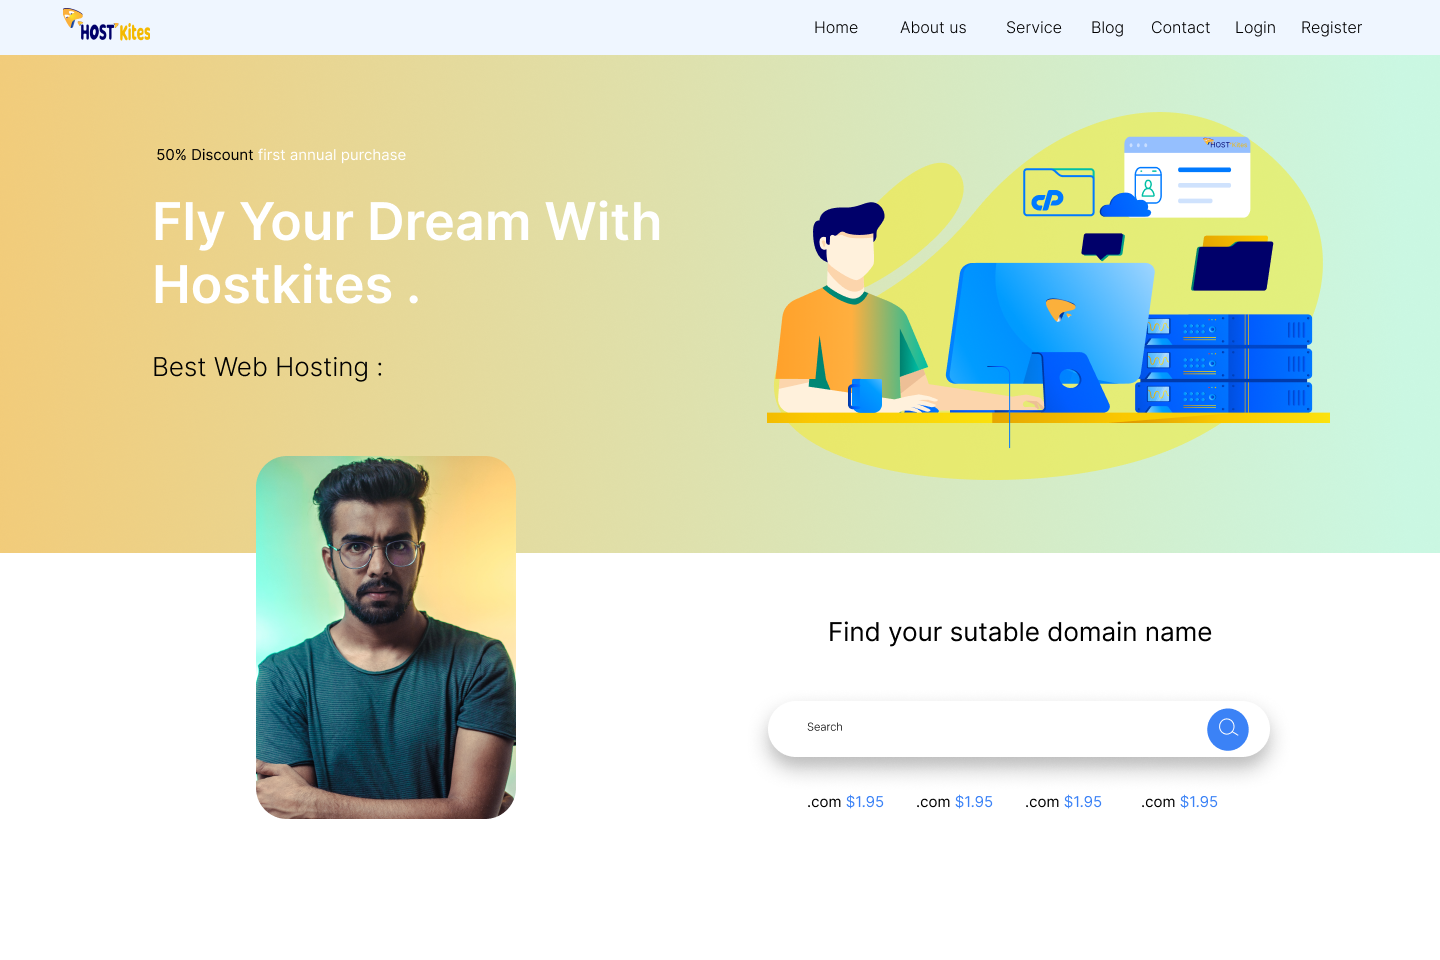 HOST Kites
Home About us Service Blog Contact Login Register
50% Discount first annual purchase
Fly Your Dream With
Hostkites .
Best Web Hosting :
HOST
cP
Find your sutable domain name
Search
.com $1.95 .com $1.95 .com $1.95 .com $1.95